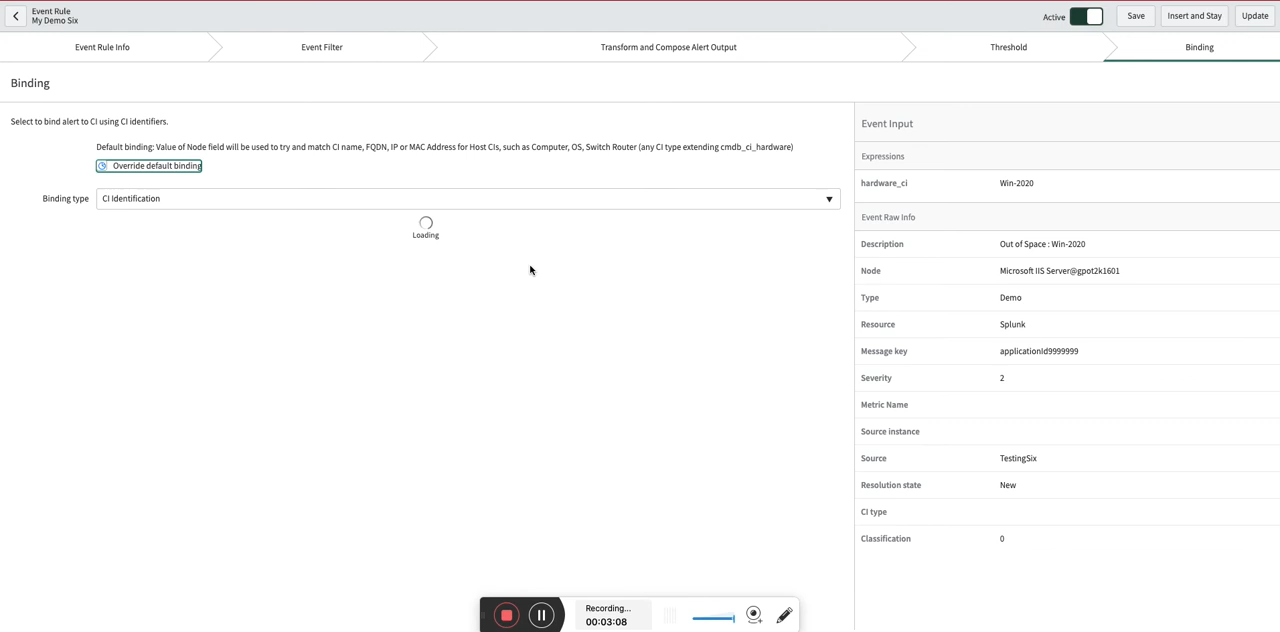 Event Rule
My Demo Six
Active
Save
Insert and Stay
Update
Event Rule Info
Event Filter
Transform and Compose Alert Output
Threshold
Binding
Binding
Select to bind alert to CI using CI identifiers.
Default binding: Value of Node field will be used to try and match CI name, FQDN, IP or MAC Address for Host CIs, such as Computer, OS, Switch Router (any CI type extending cmdb_ci_hardware)
Override default binding
Binding type CI Identification
Loading
Event Input
Expressions
hardware_ci Win-2020
Event Raw Info
Description Out of Space : Win-2020
Node Microsoft IIS Server@gpot2k1601
Type Demo
Resource Splunk
Message key applicationId9999999
Severity 2
Metric Name
Source instance
Source TestingSix
Resolution state New
CI type
Classification 0
Recording...
00:03:08